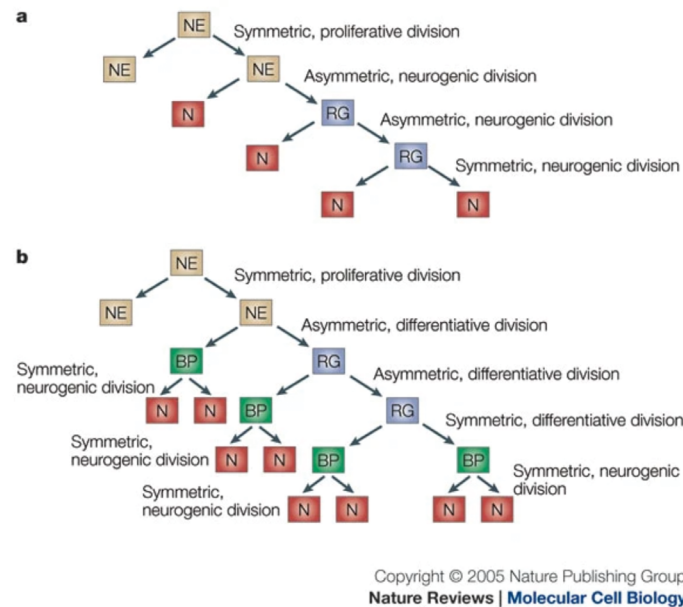 a
NE
Symmetric, proliferative division
NE
NE
Asymmetric, neurogenic division
N
RG
Asymmetric, neurogenic division
N
RG
Symmetric, neurogenic division
N
N
b
NE
Symmetric, proliferative division
NE
NE
Asymmetric, differentiative division
BP
RG
Symmetric,
neurogenic division
Asymmetric, differentiative division
N
N
BP
RG
Symmetric, differentiative division
Symmetric,
neurogenic division
N
N
BP
BP
Symmetric, neurogenic
division
Symmetric,
neurogenic division
N
N
N
N
Copyright © 2005 Nature Publishing Group
Nature Reviews | Molecular Cell Biology